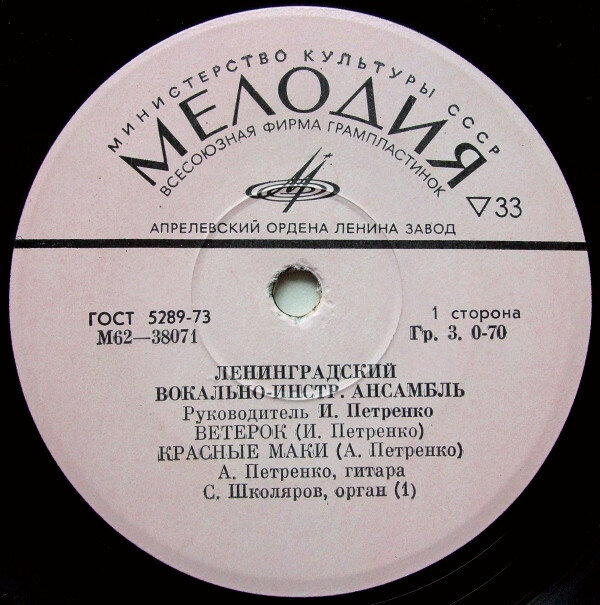 МИНИСТЕРСТВО КУЛЬТУРЫ СССР
МЕЛОДИЯ
ВСЕСОЮЗНАЯ ФИРМА ГРАМПЛАСТИНОК
▽33
АПРЕЛЕВСКИЙ ОРДЕНА ЛЕНИНА ЗАВОД
ГОСТ 5289-73
1 сторона
М62—38071
Гр. 3. 0-70
ЛЕНИНГРАДСКИЙ
ВОКАЛЬНО-ИНСТР. АНСАМБЛЬ
Руководитель И. Петренко
ВЕТЕРОК (И. Петренко)
КРАСНЫЕ МАКИ (А. Петренко)
А. Петренко, гитара
С. Школяров, орган (1)